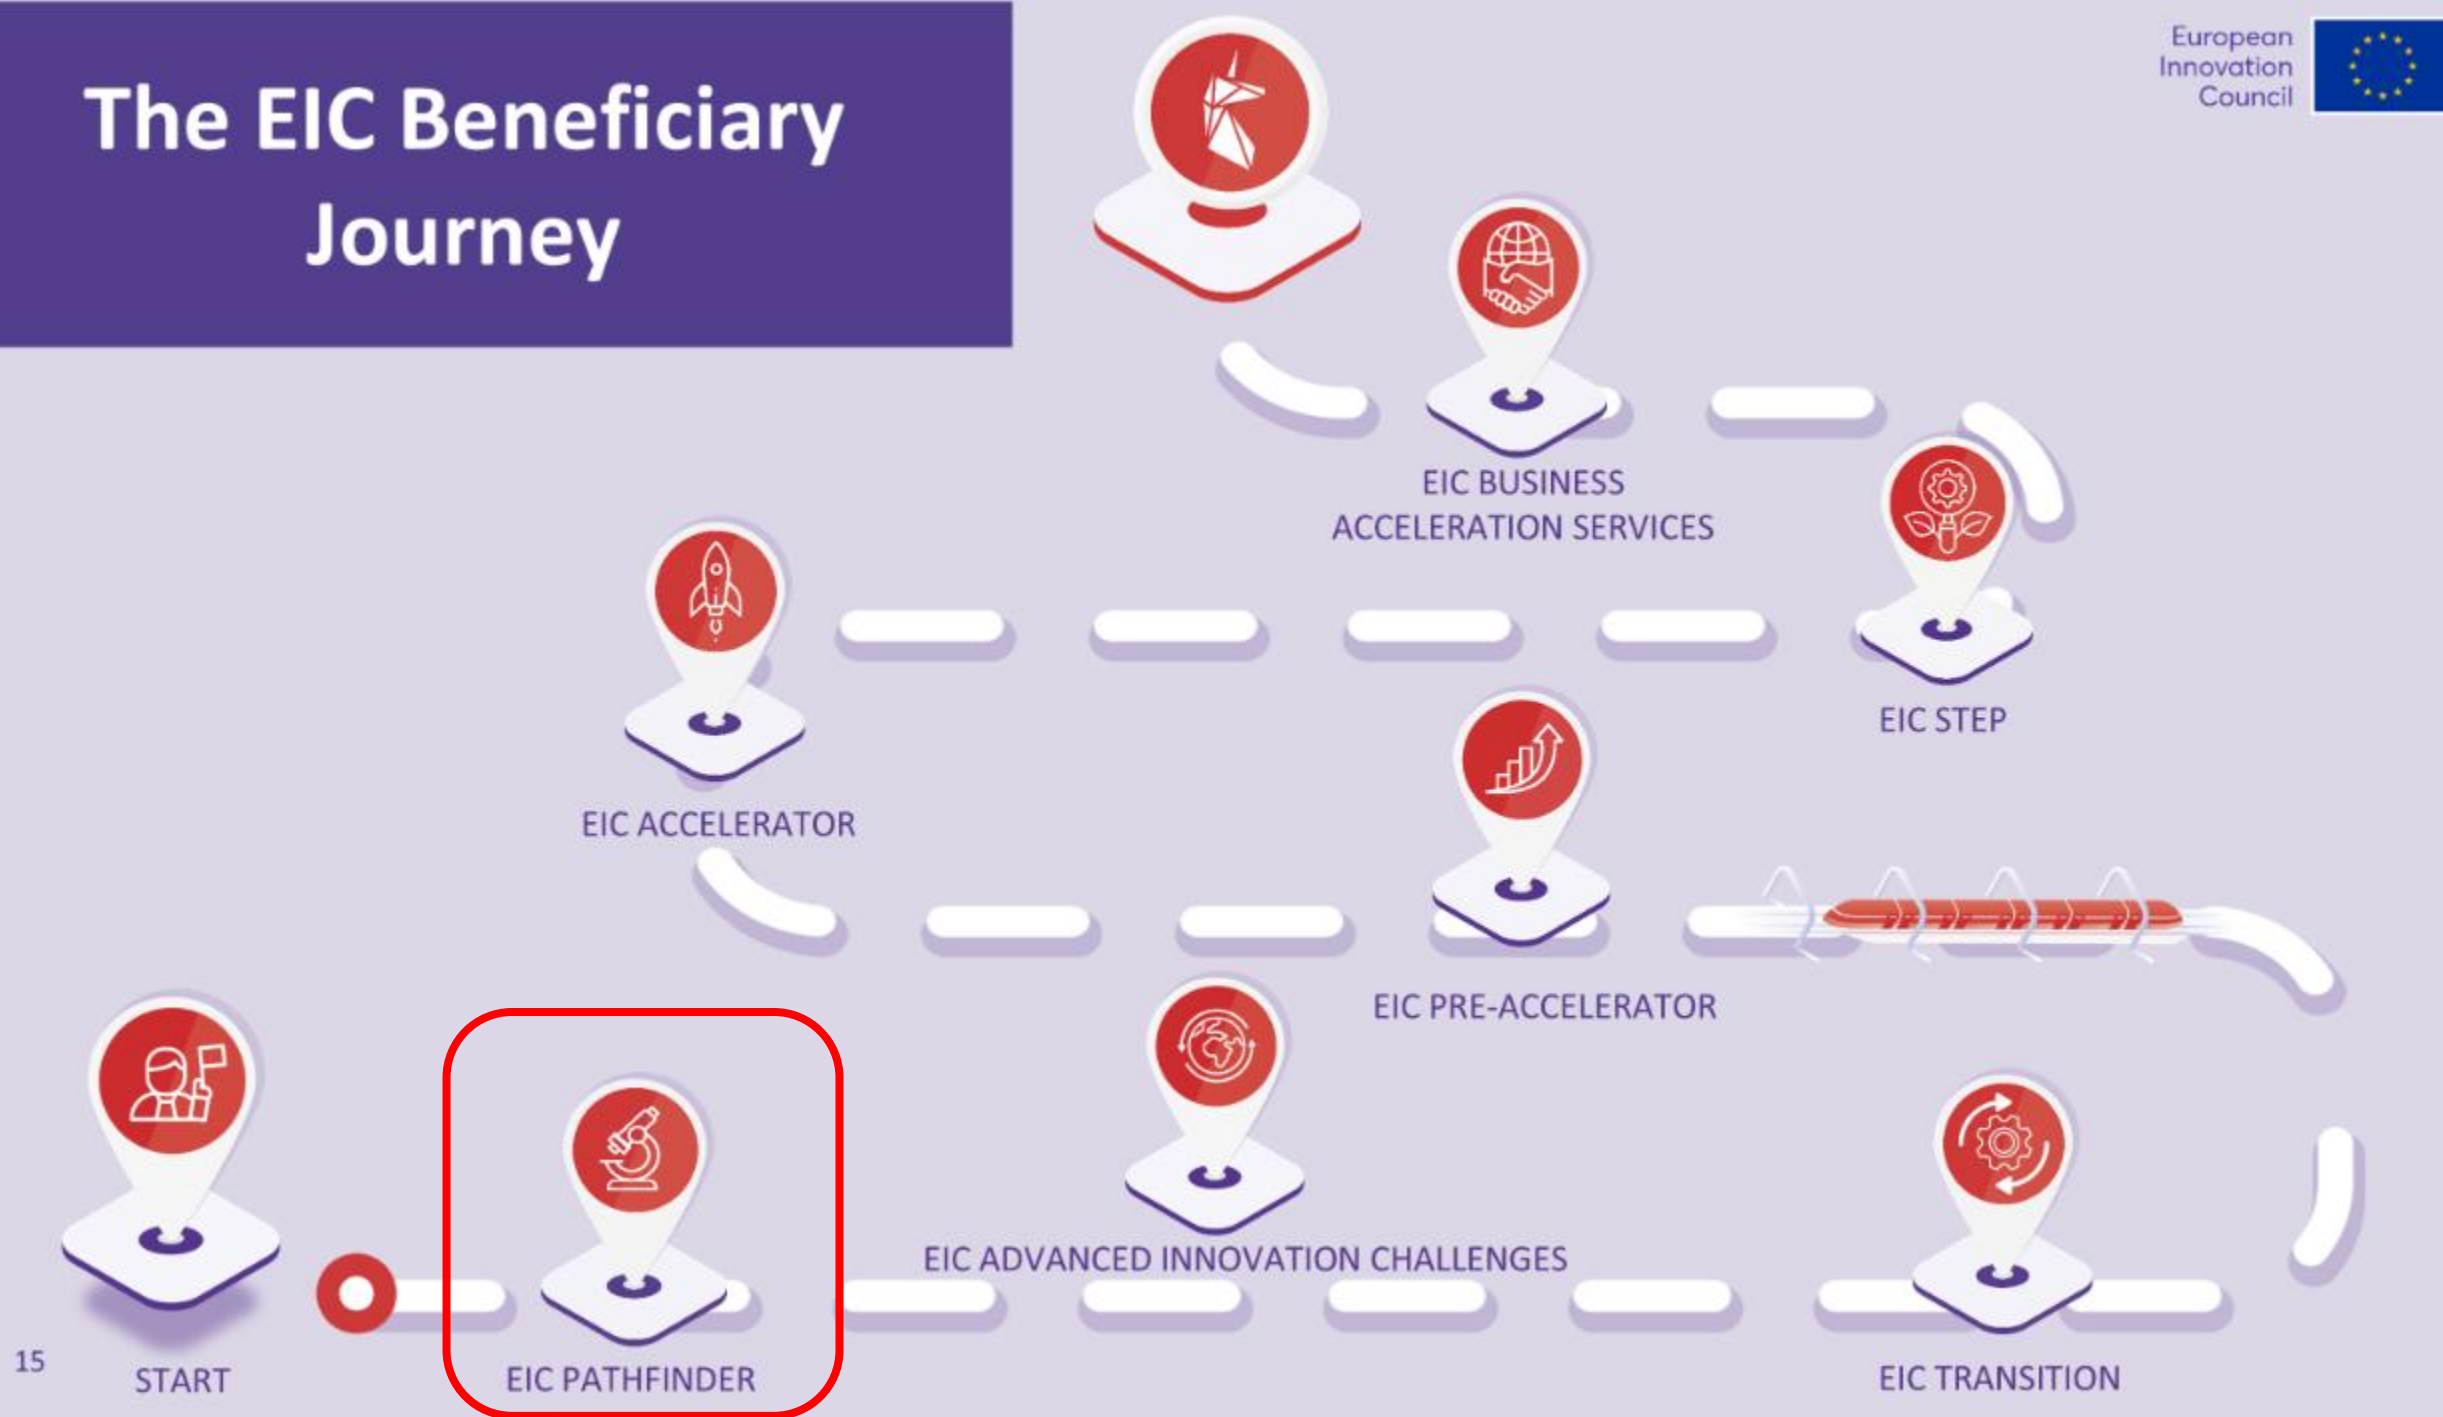 The EIC Beneficiary
Journey
European
Innovation
Council
EIC BUSINESS
ACCELERATION SERVICES
EIC STEP
EIC ACCELERATOR
EIC PRE-ACCELERATOR
EIC ADVANCED INNOVATION CHALLENGES
15
START
EIC PATHFINDER
EIC TRANSITION